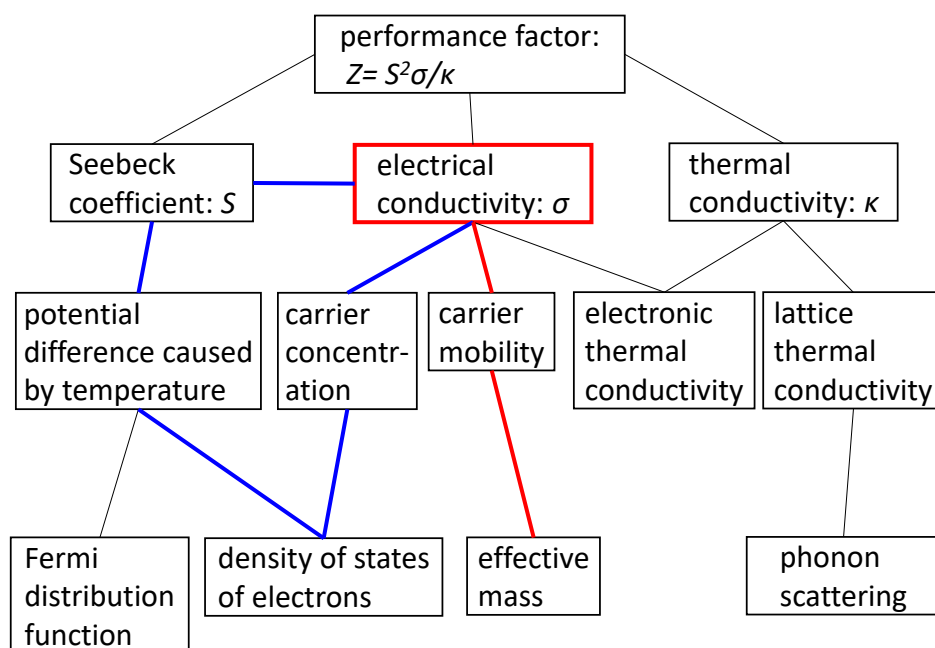 performance factor:
Z= S²σ/κ
Seebeck
coefficient: S
electrical
conductivity: σ
thermal
conductivity: κ
potential
difference caused
by temperature
carrier
concentr-
ation
carrier
mobility
electronic
thermal
conductivity
lattice
thermal
conductivity
Fermi
distribution
function
density of states
of electrons
effective
mass
phonon
scattering